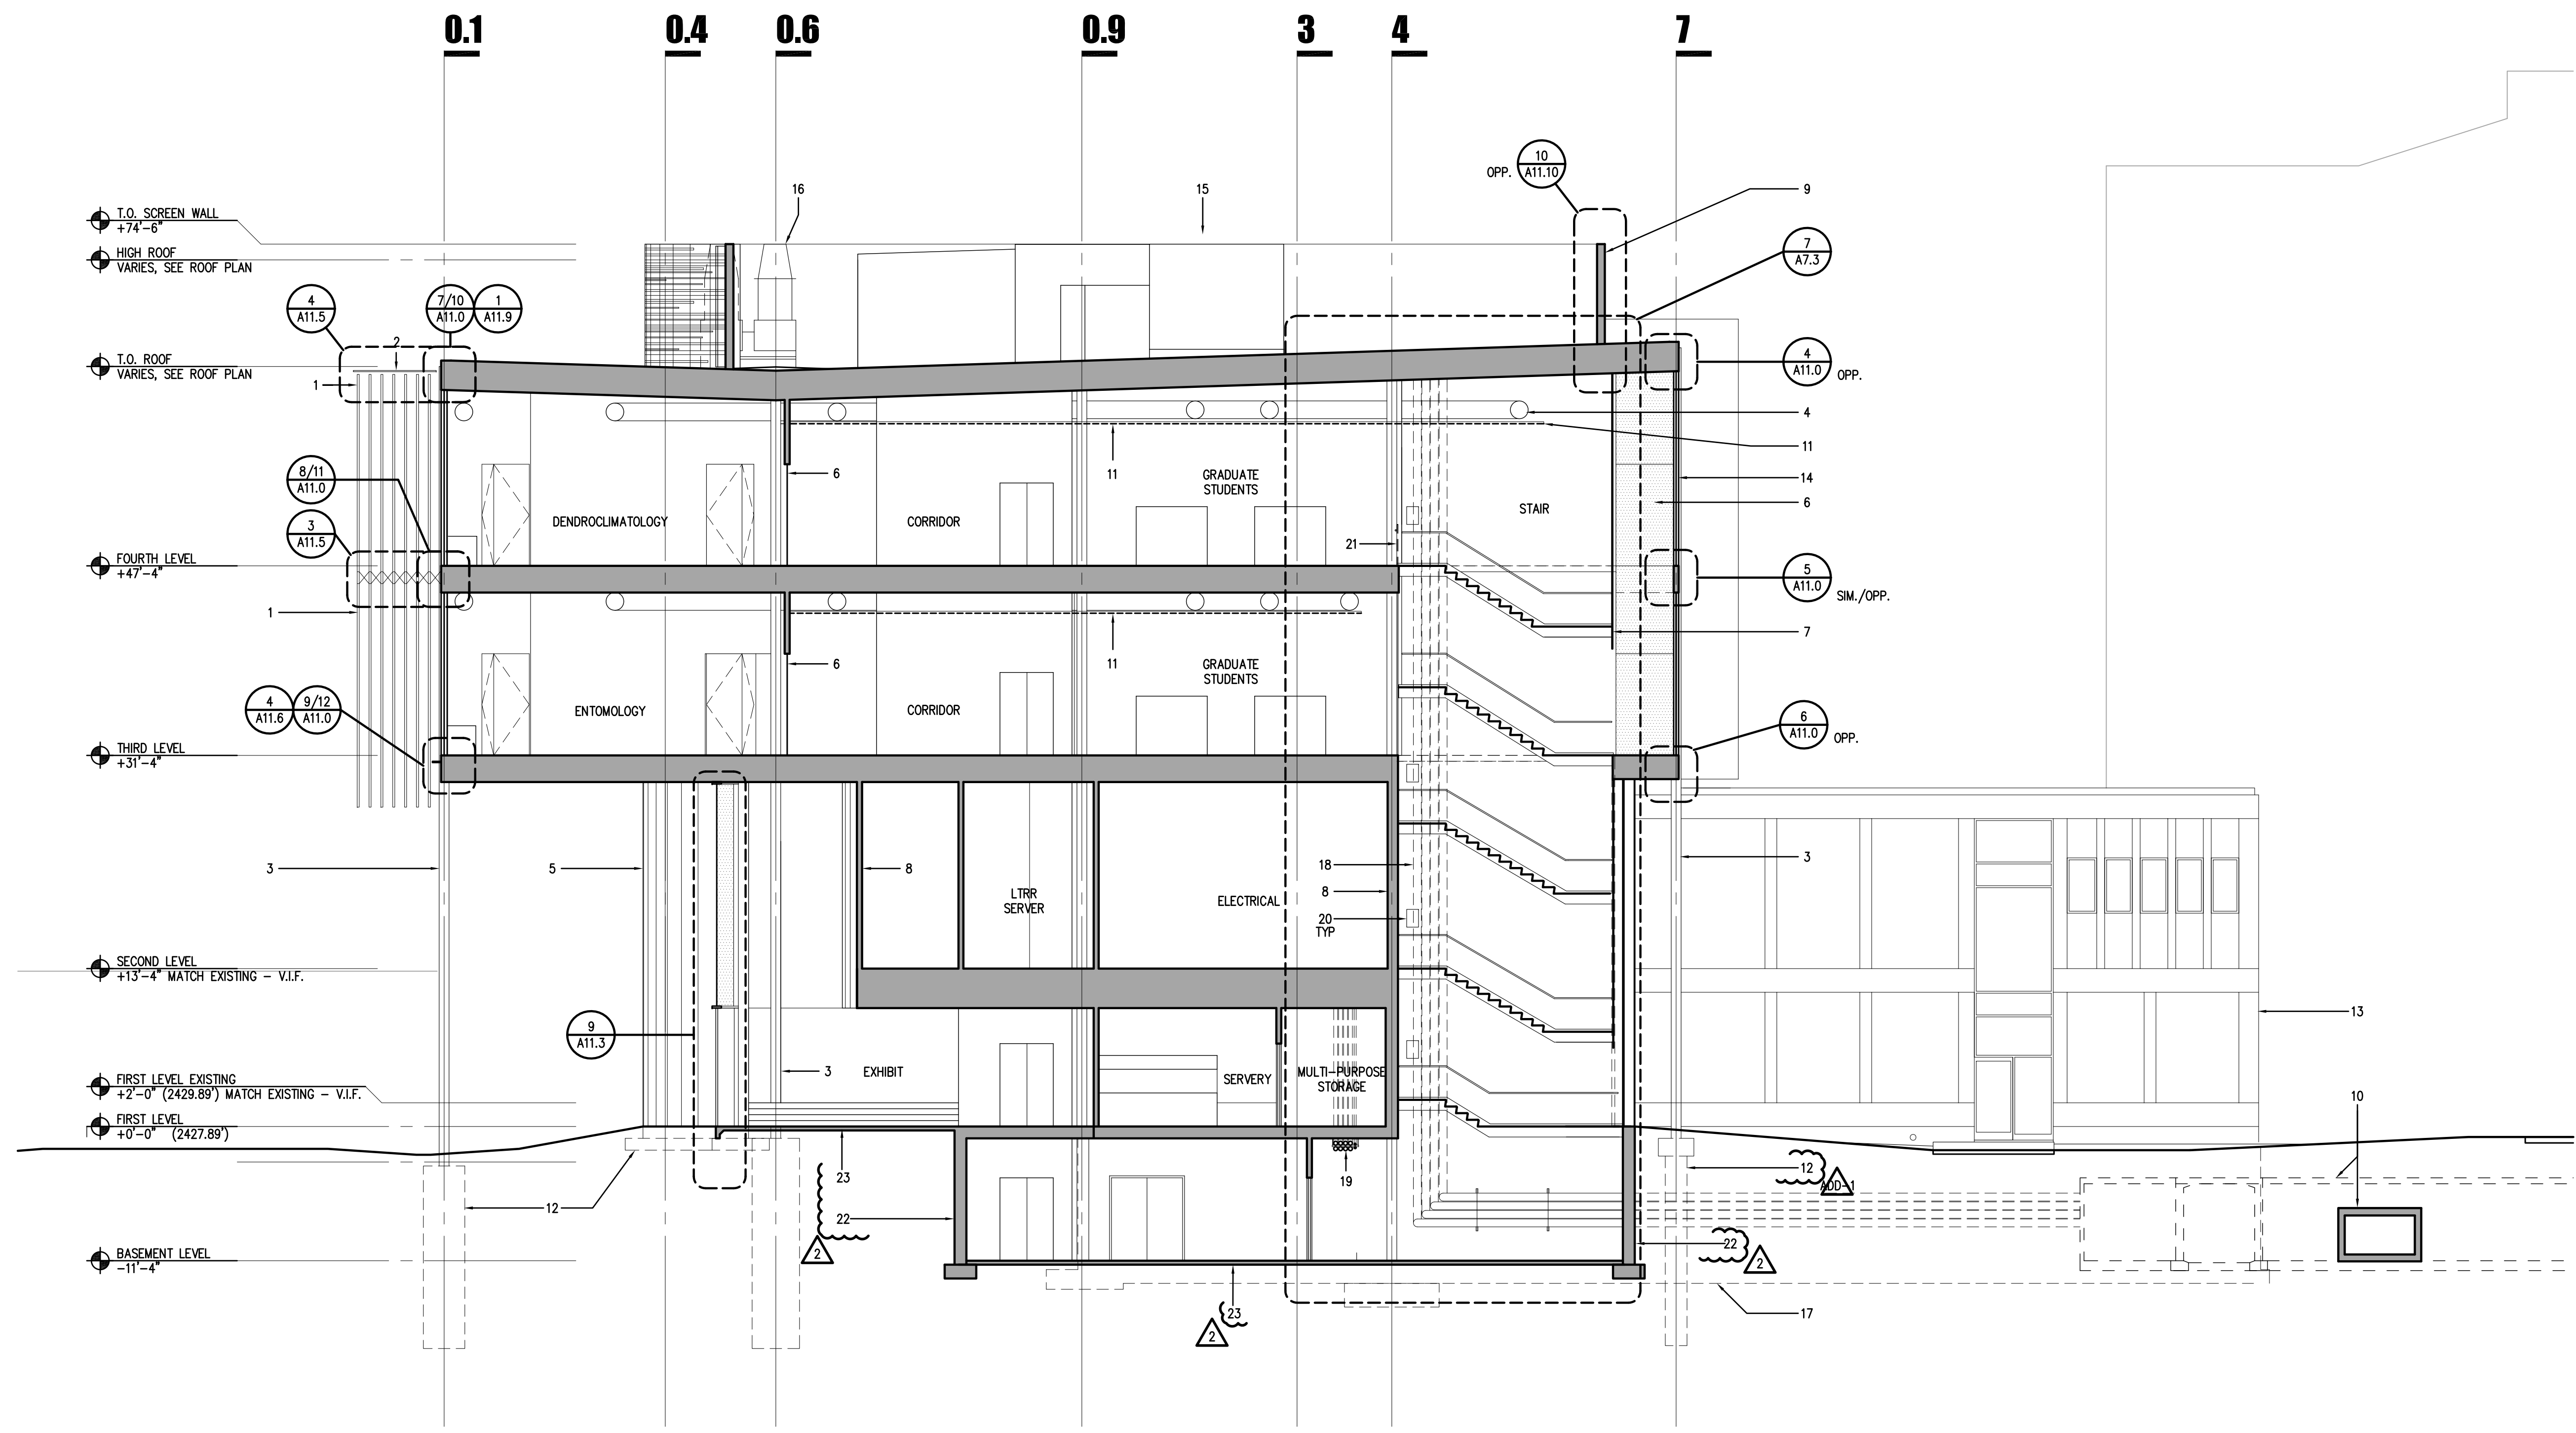 0.1
0.4
0.6
0.9
3
4
7
10
OPP.
A11.10
16
15
9
T.O. SCREEN WALL
+74'-6"
7
A7.3
HIGH ROOF
VARIES, SEE ROOF PLAN
4
A11.5
7/10
A11.0
1
A11.9
2
T.O. ROOF
VARIES, SEE ROOF PLAN
1
4
A11.0
OPP.
4
11
8/11
A11.0
6
11
GRADUATE
STUDENTS
14
6
3
A11.5
DENDROCLIMATOLOGY
CORRIDOR
STAIR
21
FOURTH LEVEL
+47'-4"
5
A11.0
SIM./OPP.
1
7
6
11
GRADUATE
STUDENTS
4
A11.6
9/12
A11.0
ENTOMOLOGY
CORRIDOR
6
A11.0
OPP.
THIRD LEVEL
+31'-4"
3
5
8
18
3
LTRR
SERVER
ELECTRICAL
8
20
TYP
SECOND LEVEL
+13'-4" MATCH EXISTING - V.I.F.
13
9
A11.3
3
EXHIBIT
SERVERY
MULTI-PURPOSE
STORAGE
FIRST LEVEL EXISTING
+2'-0" (2429.89') MATCH EXISTING - V.I.F.
10
FIRST LEVEL
+0'-0" (2427.89')
23
19
12
ADD-1
12
22
2
22
2
BASEMENT LEVEL
-11'-4"
23
2
17